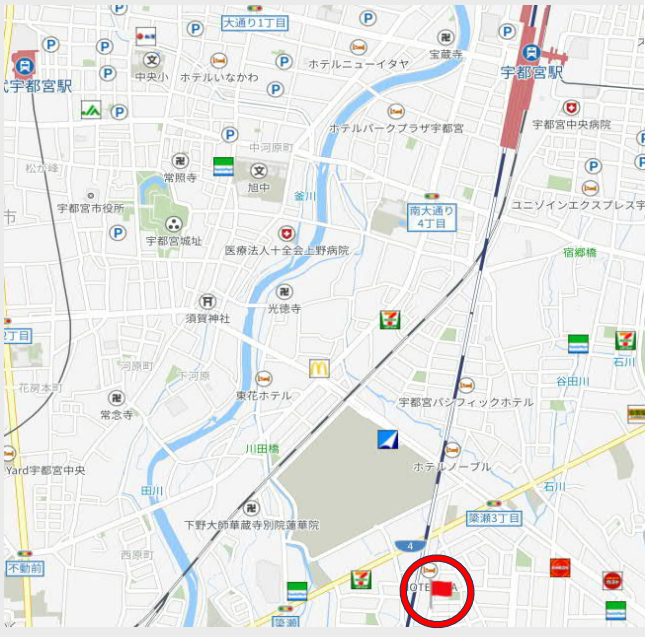 大通り1丁目
宝蔵寺
宇都宮駅
宇都宮駅
中央小
ホテルいなかわ
ホテルニューイタヤ
ホテルパークプラザ宇都宮
宇都宮中央病院
中河原町
松が峰
常照寺
旭中
釜川
宇都宮市役所
市
宇都宮城址
医療法人十全会上野病院
南大通り
4丁目
ユニゾインエクスプレス宇
宿郷橋
光徳寺
須賀神社
2丁目
河原町
下河原
石川
谷田川
花房本町
常念寺
東花ホテル
宇都宮パシフィックホテル
川田橋
Yard宇都宮中央
田川
ホテルノーブル
石川
下野大師華蔵寺別院蓮華院
簗瀬3丁目
西原町
4
不動前
簗瀬